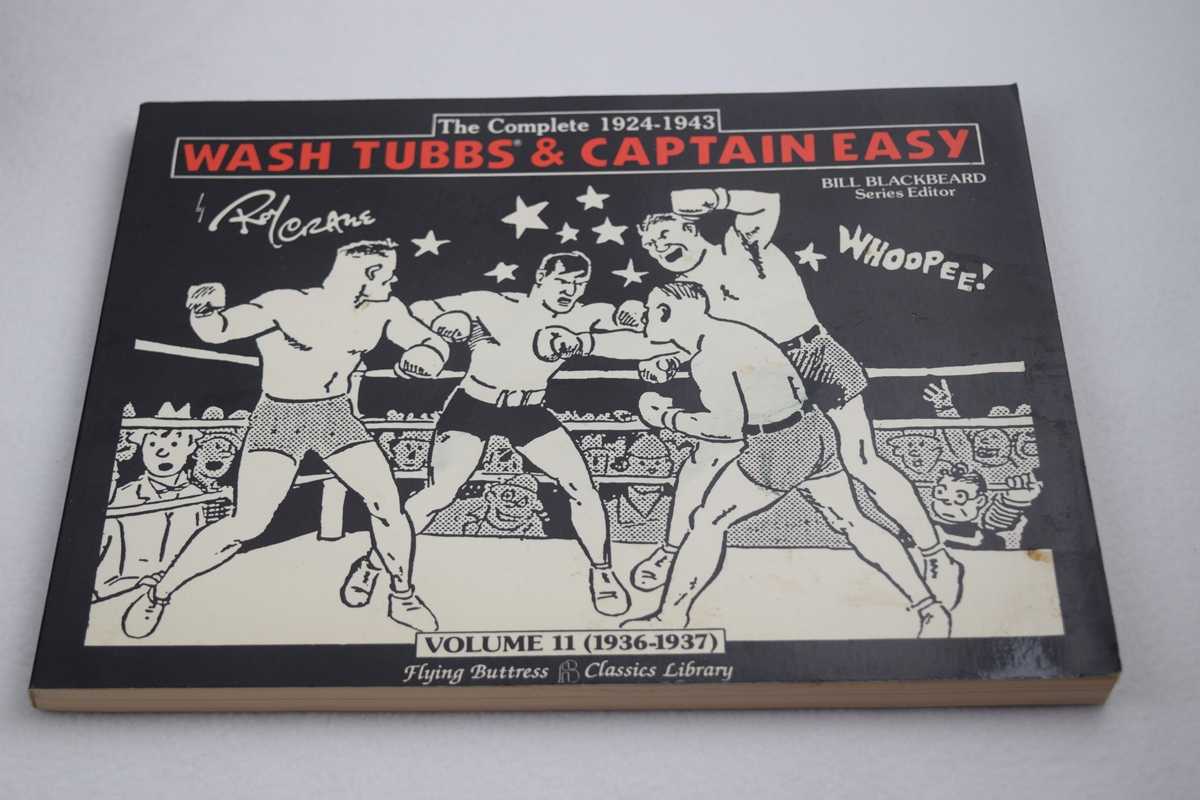 The Complete 1924-1943
WASH TUBBS® & CAPTAIN EASY
by Roy CRANE
BILL BLACKBEARD
Series Editor
WHOOPEE!
VOLUME 11 (1936-1937)
Flying Buttress FB Classics Library